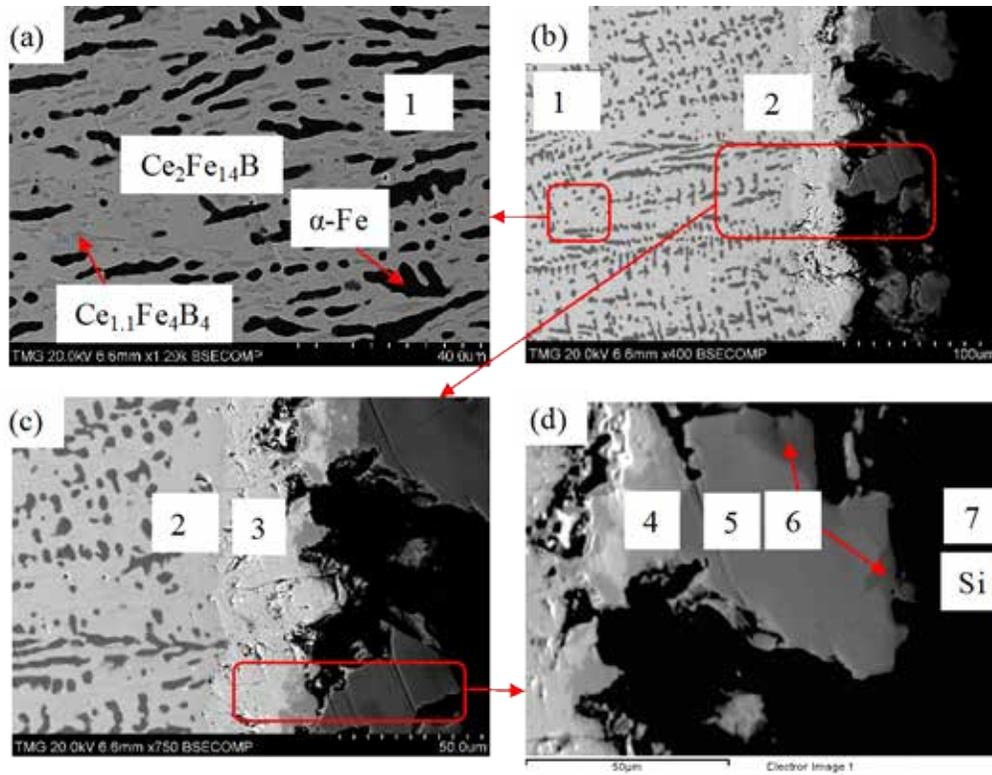 (a)
1
Ce₂Fe₁₄B
α-Fe
Ce₁.₁Fe₄B₄
TMG 20.0kV 6.6mm x1.20k BSECOMP 40.0um
(b)
1
2
TMG 20.0kV 6.6mm x400 BSECOMP 100um
(c)
2
3
TMG 20.0kV 6.6mm x750 BSECOMP 50.0um
(d)
4
5
6
7
Si
50μm
Electron Image 1